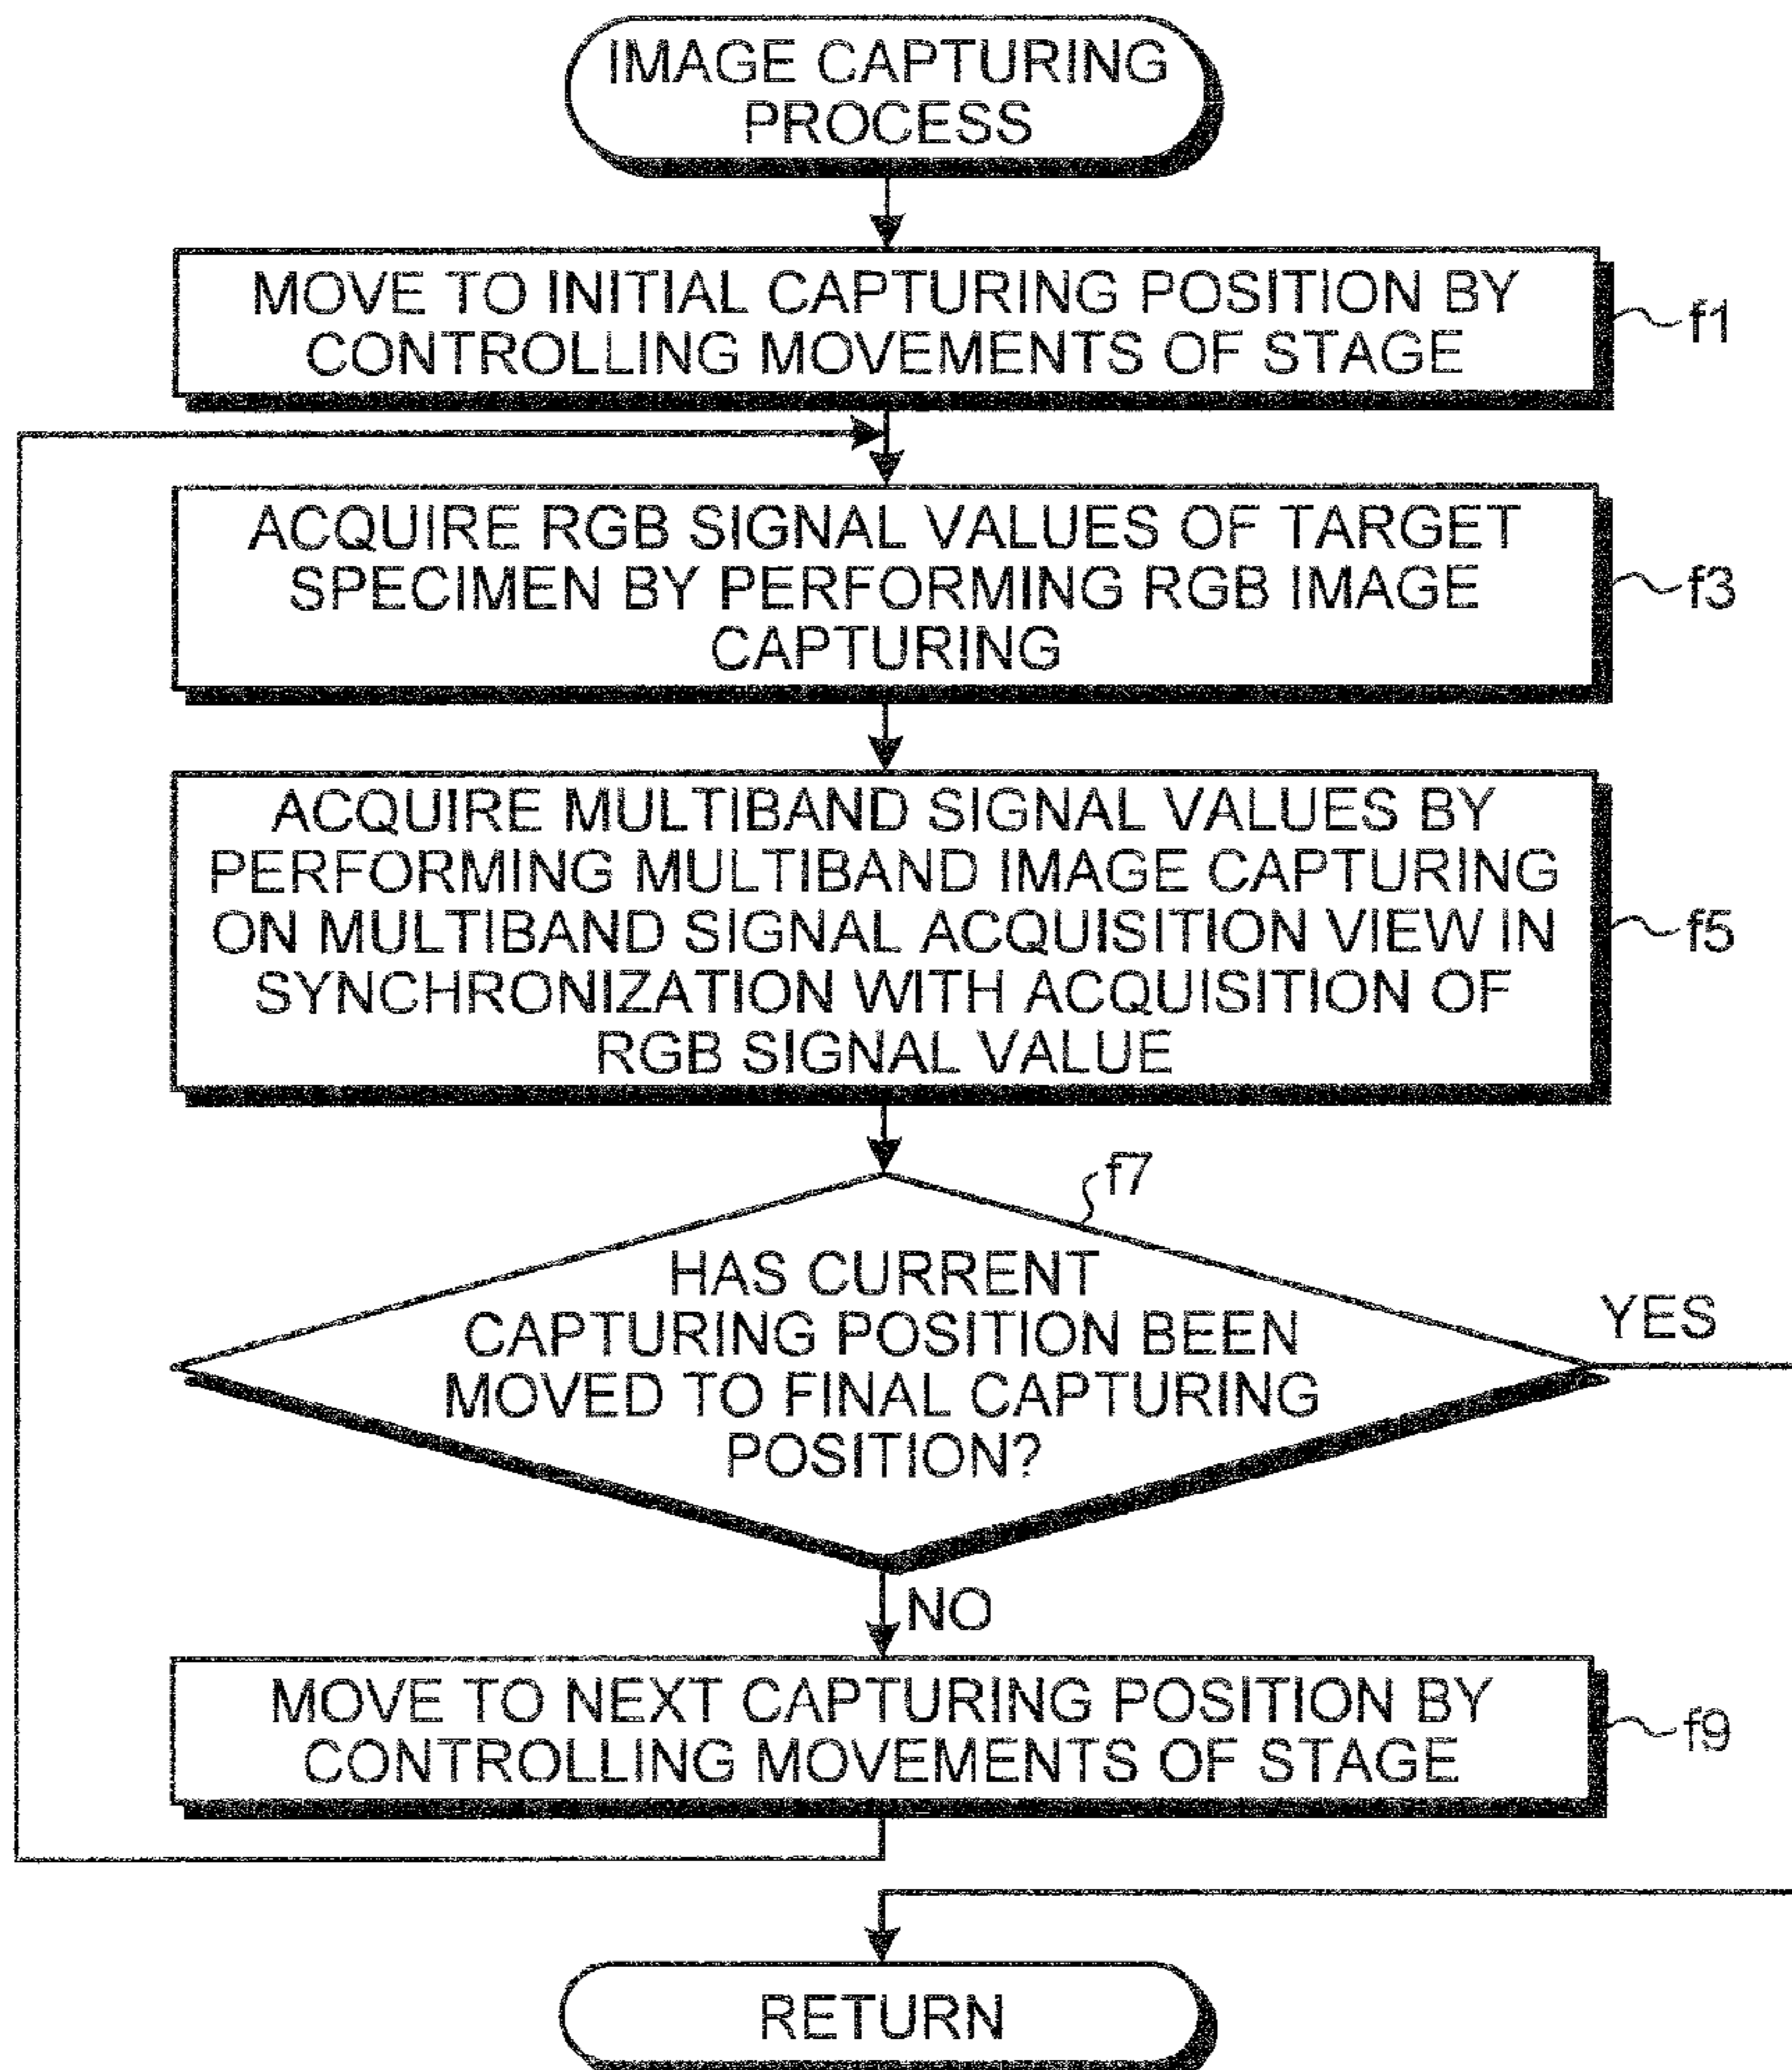 IMAGE CAPTURING
PROCESS
MOVE TO INITIAL CAPTURING POSITION BY
CONTROLLING MOVEMENTS OF STAGE
f1
ACQUIRE RGB SIGNAL VALUES OF TARGET
SPECIMEN BY PERFORMING RGB IMAGE
CAPTURING
f3
ACQUIRE MULTIBAND SIGNAL VALUES BY
PERFORMING MULTIBAND IMAGE CAPTURING
ON MULTIBAND SIGNAL ACQUISITION VIEW IN
SYNCHRONIZATION WITH ACQUISITION OF
RGB SIGNAL VALUE
f5
f7
HAS CURRENT
CAPTURING POSITION BEEN
MOVED TO FINAL CAPTURING
POSITION?
YES
NO
MOVE TO NEXT CAPTURING POSITION BY
CONTROLLING MOVEMENTS OF STAGE
f9
RETURN